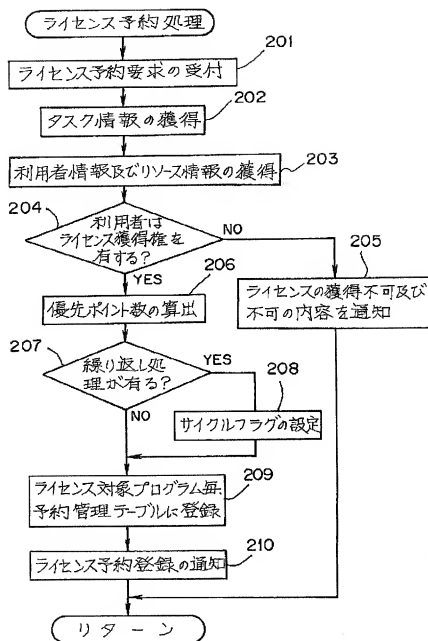 ライセンス予約処理
201
ライセンス予約要求の受付
202
タスク情報の獲得
203
利用者情報及びリソース情報の獲得
204
利用者は
ライセンス獲得権を
有する?
NO
YES
205
ライセンスの獲得不可及び
不可の内容を通知
206
優先ポイント数の算出
207
繰り返し処
理が有る?
YES
NO
208
サイクルフラグの設定
209
ライセンス対象プログラム毎、
予約管理テーブルに登録
210
ライセンス予約登録の通知
リターン